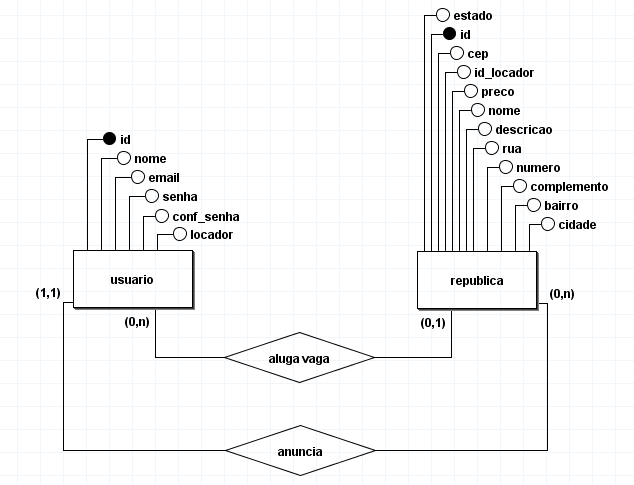 estado
id
cep
id_locador
preco
nome
descricao
rua
numero
complemento
bairro
cidade
id
nome
email
senha
conf_senha
locador
usuario
republica
(1,1)
(0,n)
(0,n)
(0,1)
aluga vaga
anuncia